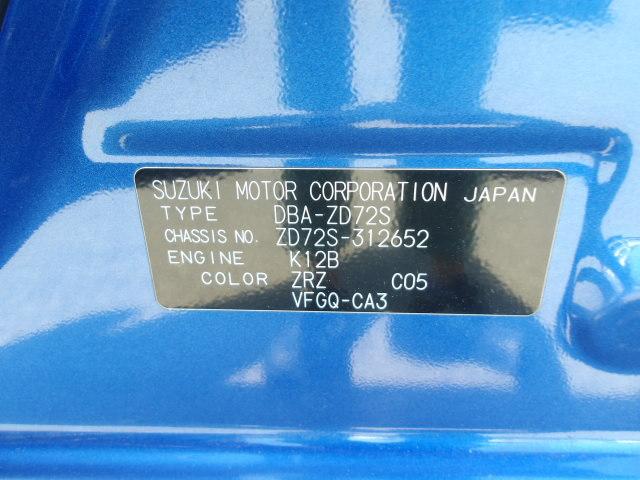 SUZUKI MOTOR CORPORATION JAPAN
TYPE DBA-ZD72S
CHASSIS NO. ZD72S-312652
ENGINE K12B
COLOR ZRZ C05
VFGQ-CA3